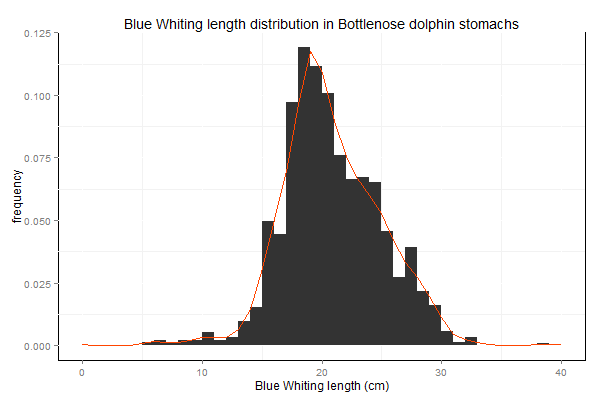 Blue Whiting length distribution in Bottlenose dolphin stomachs
0.125
0.100
0.075
0.050
0.025
0.000
frequency
0 10 20 30 40
Blue Whiting length (cm)